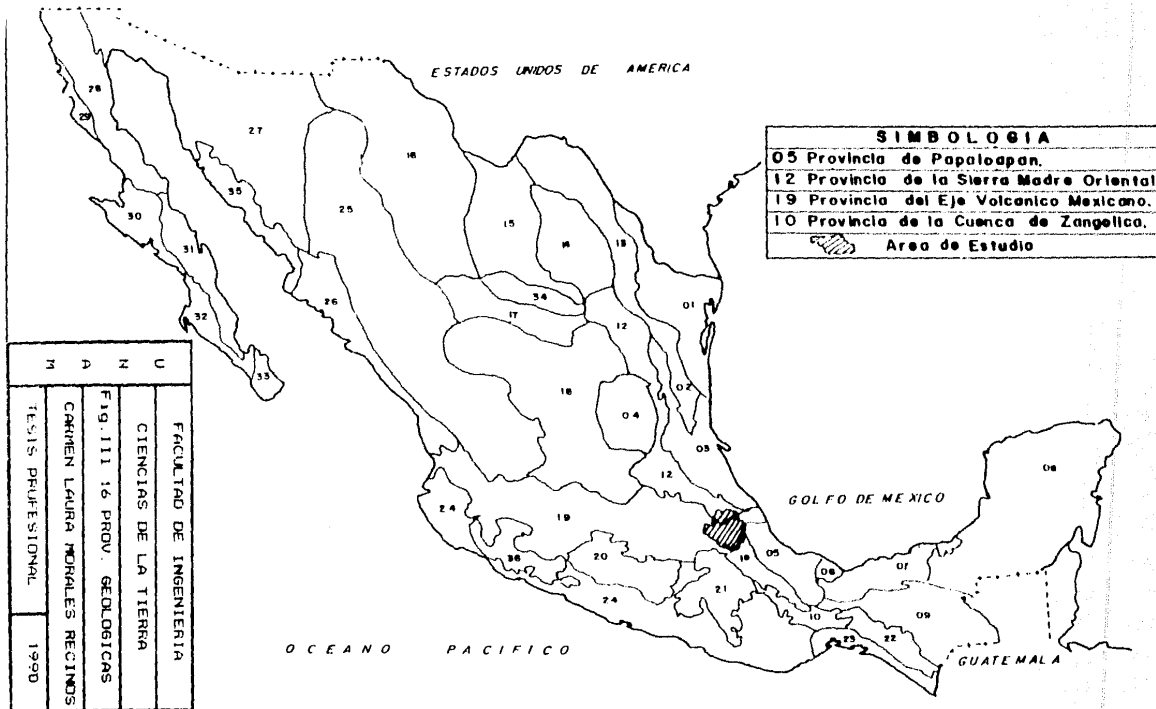 ESTADOS UNIDOS DE AMERICA
SIMBOLOGIA
05 Provincia de Papaloapan.
12 Provincia de la Sierra Madre Oriental
19 Provincia del Eje Volcanico Mexicano.
10 Provincia de la Cuenca de Zangolica.
Area de Estudio
28
29
27
16
35
25
15
14
13
30
31
01
26
34
17
12
32
33
02
18
04
03
12
08
GOLFO DE MEXICO
24
19
20
36
24
21
10
05
06
07
09
10
22
23
OCEANO PACIFICO
GUATEMALA
U N A M
FACULTAD DE INGENIERIA
CIENCIAS DE LA TIERRA
Fig.III 16 PROV. GEOLOGICAS
CARMEN LAURA MORALES RECINOS
TESIS PROFESIONAL 1990